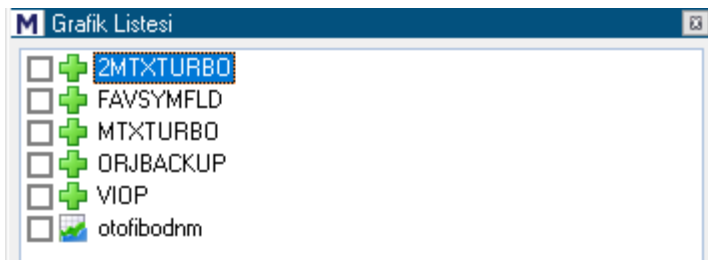 M Grafik Listesi
2MTXTURBO
FAVSYMFLD
MTXTURBO
ORJBACKUP
VIOP
otofibodnm